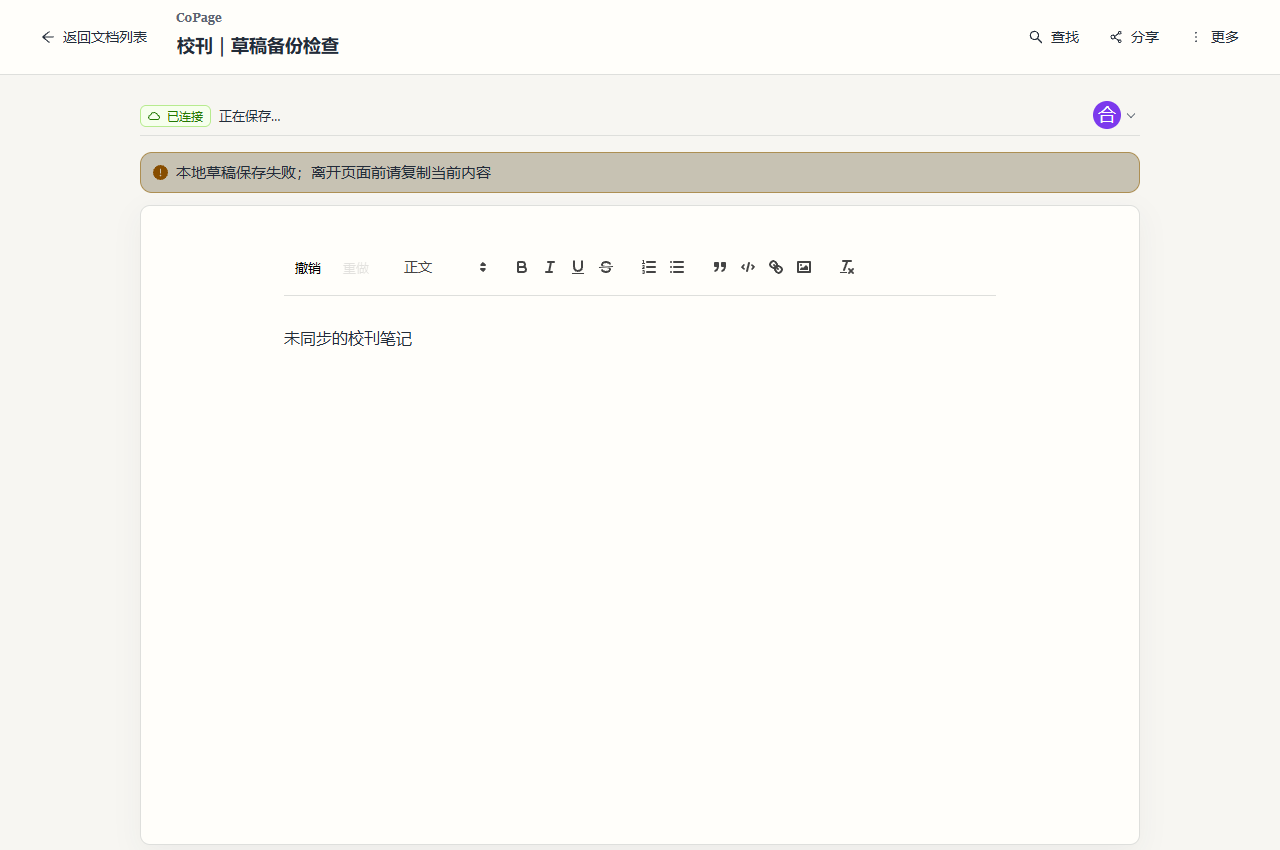 返回文档列表
CoPage
校刊｜草稿备份检查
查找
分享
更多
已连接
正在保存...
合
本地草稿保存失败；离开页面前请复制当前内容
撤销
重做
正文
未同步的校刊笔记